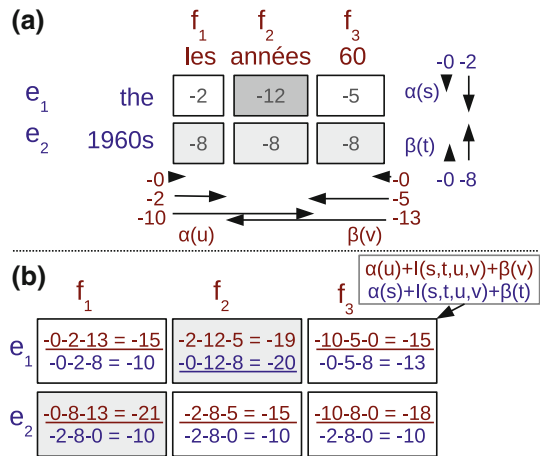 (a)
f1 f2 f3
les années 60
-0 -2
e1 the -2 -12 -5 α(s)
e2 1960s -8 -8 -8 β(t)
-0 -0 -0 -8
-2 -5
-10 -13
α(u) β(v)
(b)
α(u)+I(s,t,u,v)+β(v)
α(s)+I(s,t,u,v)+β(t)
f1 f2 f3
e1
-0-2-13 = -15 -2-12-5 = -19 -10-5-0 = -15
-0-2-8 = -10 -0-12-8 = -20 -0-5-8 = -13
e2
-0-8-13 = -21 -2-8-5 = -15 -10-8-0 = -18
-2-8-0 = -10 -2-8-0 = -10 -2-8-0 = -10